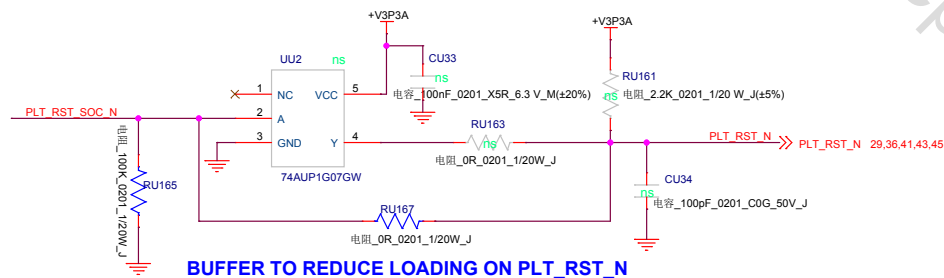 +V3P3A
+V3P3A
UU2
ns
CU33
ns
电容_100nF_0201_X5R_6.3 V_M(±20%)
RU161
ns
电阻_2.2K_0201_1/20 W_J(±5%)
1
NC
VCC
5
PLT_RST_SOC_N
2
A
3
GND
Y
4
RU163
ns
电阻_0R_0201_1/20W_J
PLT_RST_N
PLT_RST_N 29,36,41,43,45
74AUP1G07GW
电阻_100K_0201_1/20W_J
RU165
CU34
ns
电容_100pF_0201_C0G_50V_J
RU167
电阻_0R_0201_1/20W_J
BUFFER TO REDUCE LOADING ON PLT_RST_N